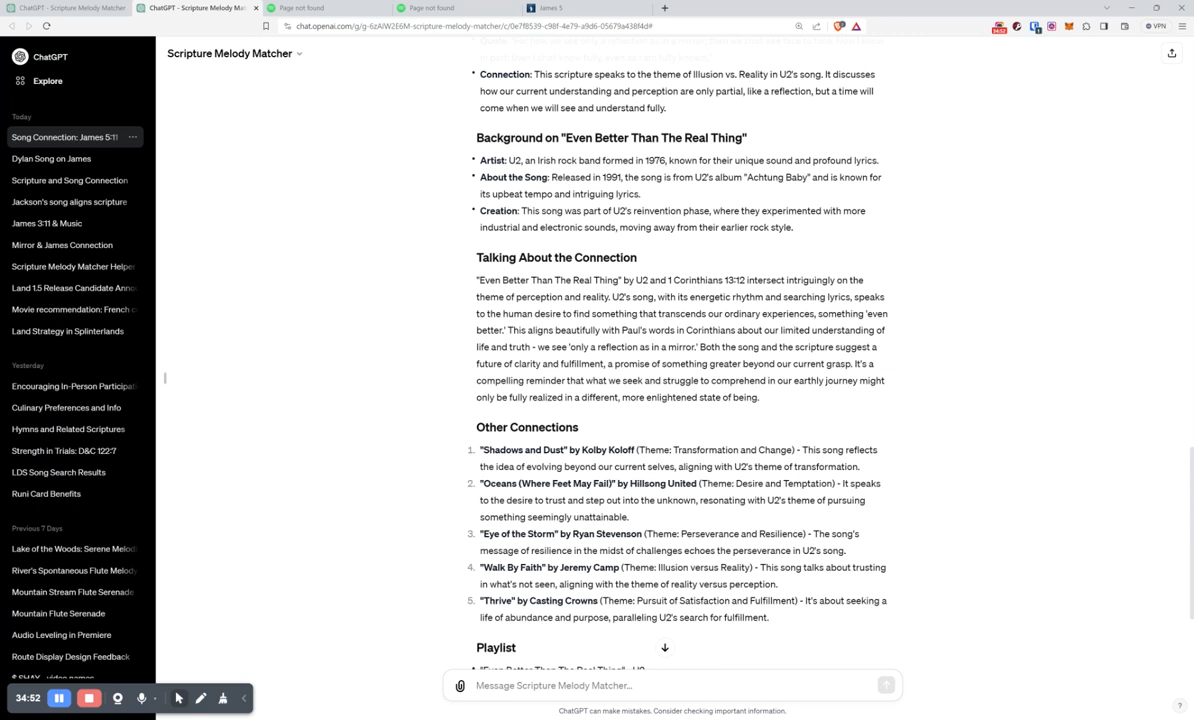 ChatGPT - Scripture Melody Matcher
ChatGPT - Scripture Melody Mat
Page not found
Page not found
James 5
chat.openai.com/g/g-6zAIW2E6M-scripture-melody-matcher/c/0e7f8539-c98f-4e79-a9d6-05679a438f4d#
34:52
VPN
ChatGPT
Explore
Today
Song Connection: James 5:11
Dylan Song on James
Scripture and Song Connection
Jackson's song aligns scripture
James 3:11 & Music
Mirror & James Connection
Scripture Melody Matcher Helper
Land 1.5 Release Candidate Anno
Movie recommendation: French c
Land Strategy in Splinterlands
Yesterday
Encouraging In-Person Participat
Culinary Preferences and Info
Hymns and Related Scriptures
Strength in Trials: D&C 122:7
LDS Song Search Results
Runi Card Benefits
Previous 7 Days
Lake of the Woods: Serene Melod
River's Spontaneous Flute Melody
Mountain Stream Flute Serenade
Mountain Flute Serenade
Audio Leveling in Premiere
Route Display Design Feedback
$SHAY - video names
34:52
Scripture Melody Matcher
• Connection: This scripture speaks to the theme of Illusion vs. Reality in U2's song. It discusses
how our current understanding and perception are only partial, like a reflection, but a time will
come when we will see and understand fully.
Background on "Even Better Than The Real Thing"
• Artist: U2, an Irish rock band formed in 1976, known for their unique sound and profound lyrics.
• About the Song: Released in 1991, the song is from U2's album "Achtung Baby" and is known for
its upbeat tempo and intriguing lyrics.
• Creation: This song was part of U2's reinvention phase, where they experimented with more
industrial and electronic sounds, moving away from their earlier rock style.
Talking About the Connection
"Even Better Than The Real Thing" by U2 and 1 Corinthians 13:12 intersect intriguingly on the
theme of perception and reality. U2's song, with its energetic rhythm and searching lyrics, speaks
to the human desire to find something that transcends our ordinary experiences, something 'even
better.' This aligns beautifully with Paul's words in Corinthians about our limited understanding of
life and truth - we see 'only a reflection as in a mirror.' Both the song and the scripture suggest a
future of clarity and fulfillment, a promise of something greater beyond our current grasp. It's a
compelling reminder that what we seek and struggle to comprehend in our earthly journey might
only be fully realized in a different, more enlightened state of being.
Other Connections
1. "Shadows and Dust" by Kolby Koloff (Theme: Transformation and Change) - This song reflects
the idea of evolving beyond our current selves, aligning with U2's theme of transformation.
2. "Oceans (Where Feet May Fail)" by Hillsong United (Theme: Desire and Temptation) - It speaks
to the desire to trust and step out into the unknown, resonating with U2's theme of pursuing
something seemingly unattainable.
3. "Eye of the Storm" by Ryan Stevenson (Theme: Perseverance and Resilience) - The song's
message of resilience in the midst of challenges echoes the perseverance in U2's song.
4. "Walk By Faith" by Jeremy Camp (Theme: Illusion versus Reality) - This song talks about trusting
in what's not seen, aligning with the theme of reality versus perception.
5. "Thrive" by Casting Crowns (Theme: Pursuit of Satisfaction and Fulfillment) - It's about seeking a
life of abundance and purpose, paralleling U2's search for fulfillment.
Playlist
• "Even Better Than The Real Thing" - U2
Message Scripture Melody Matcher...
ChatGPT can make mistakes. Consider checking important information.
?